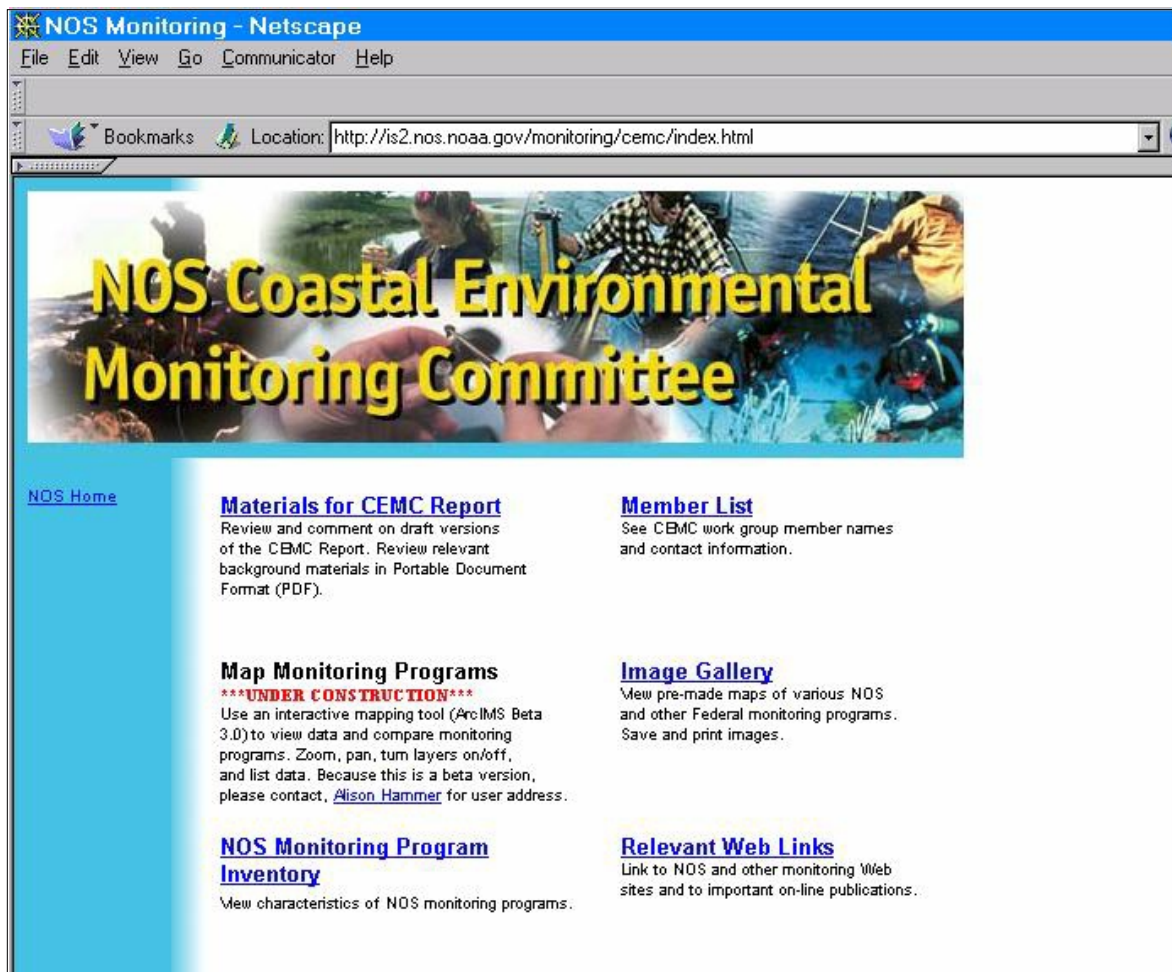 NOS Monitoring - Netscape
File Edit View Go Communicator Help
Bookmarks Location: http://is2.nos.noaa.gov/monitoring/cemc/index.html
NOS Coastal Environmental
Monitoring Committee
NOS Home
Materials for CEMC Report
Review and comment on draft versions
of the CEMC Report. Review relevant
background materials in Portable Document
Format (PDF).
Member List
See CEMC work group member names
and contact information.
Map Monitoring Programs
***UNDER CONSTRUCTION***
Use an interactive mapping tool (ArcIMS Beta
3.0) to view data and compare monitoring
programs. Zoom, pan, turn layers on/off,
and list data. Because this is a beta version,
please contact, Alison Hammer for user address.
Image Gallery
View pre-made maps of various NOS
and other Federal monitoring programs.
Save and print images.
NOS Monitoring Program
Inventory
View characteristics of NOS monitoring programs.
Relevant Web Links
Link to NOS and other monitoring Web
sites and to important on-line publications.